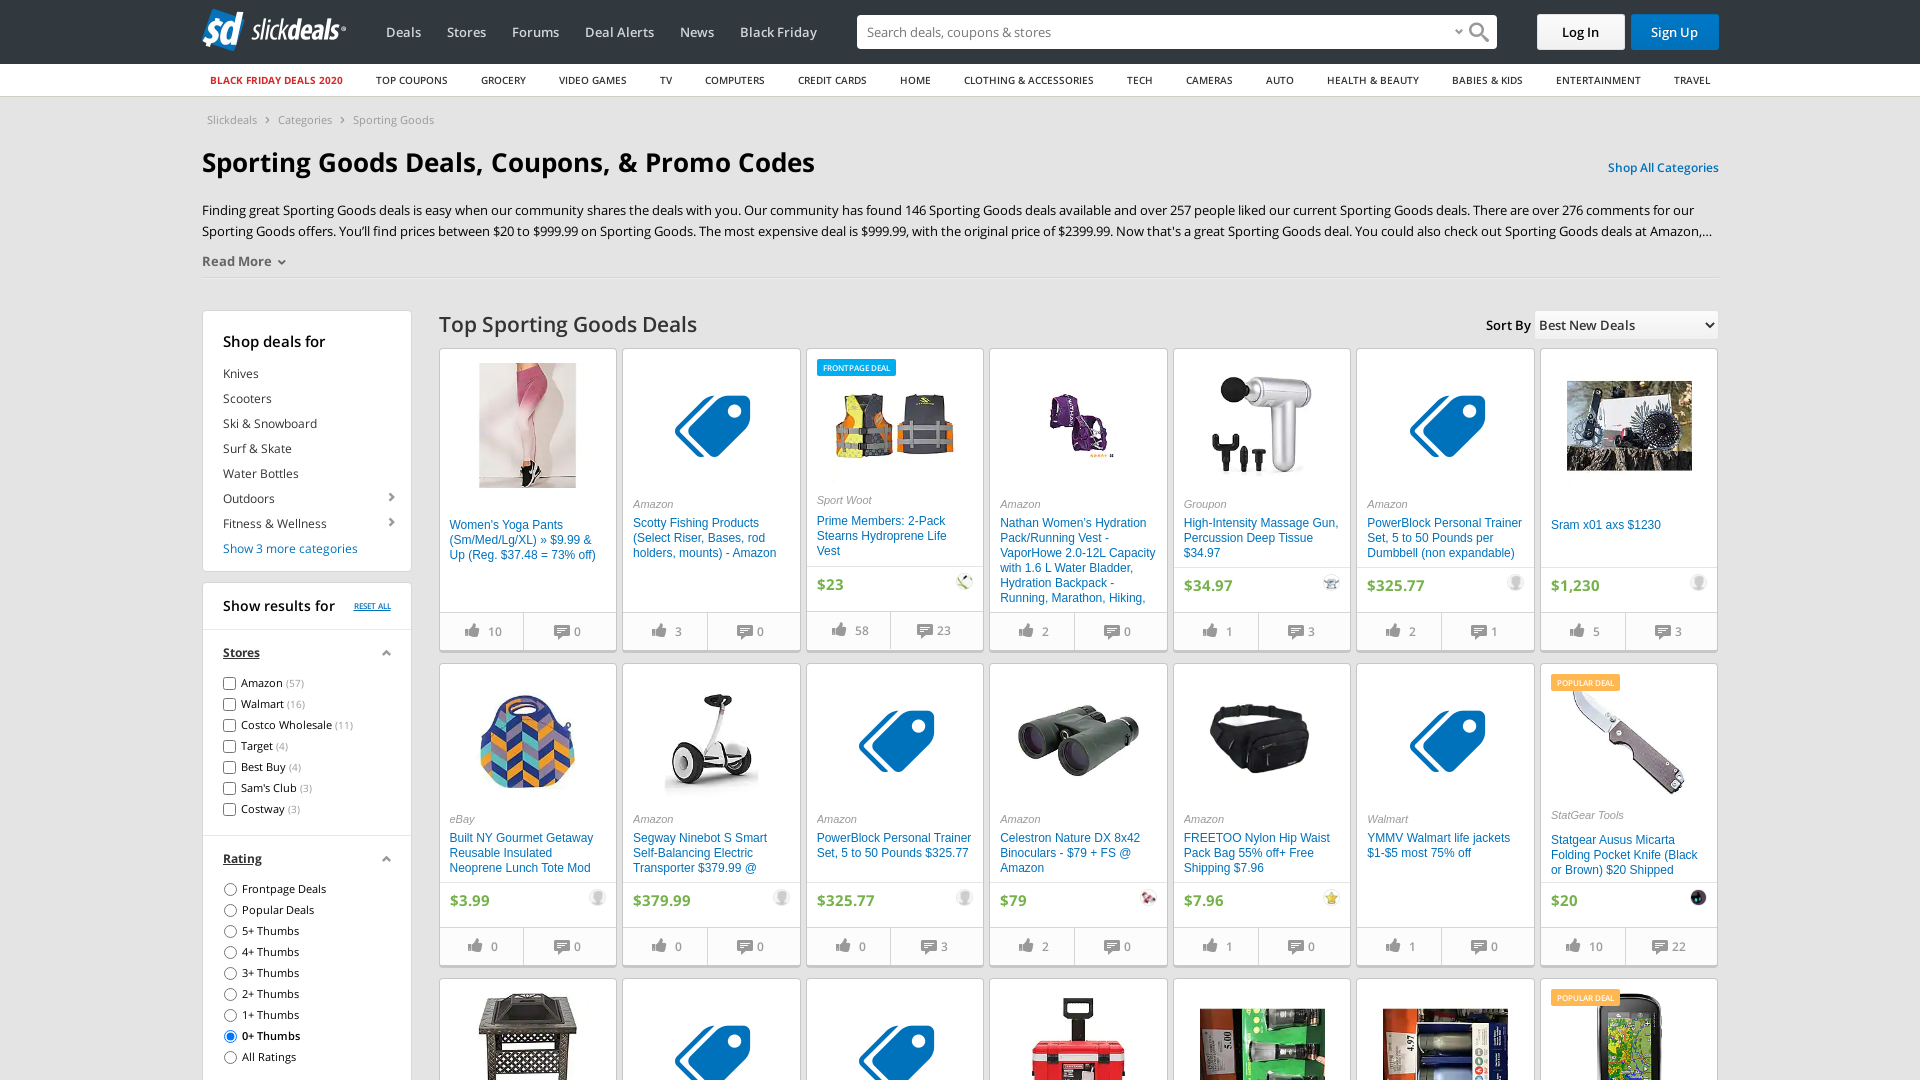 slickdeals
Deals
Stores
Forums
Deal Alerts
News
Black Friday
Search deals, coupons & stores
Log In
Sign Up
BLACK FRIDAY DEALS 2020
TOP COUPONS
GROCERY
VIDEO GAMES
TV
COMPUTERS
CREDIT CARDS
HOME
CLOTHING & ACCESSORIES
TECH
CAMERAS
AUTO
HEALTH & BEAUTY
BABIES & KIDS
ENTERTAINMENT
TRAVEL
Slickdeals > Categories > Sporting Goods
Sporting Goods Deals, Coupons, & Promo Codes
Shop All Categories
Finding great Sporting Goods deals is easy when our community shares the deals with you. Our community has found 146 Sporting Goods deals available and over 257 people liked our current Sporting Goods deals. There are over 276 comments for our
Sporting Goods offers. You'll find prices between $20 to $999.99 on Sporting Goods. The most expensive deal is $999.99, with the original price of $2399.99. Now that's a great Sporting Goods deal. You could also check out Sporting Goods deals at Amazon,...
Read More
Shop deals for
Knives
Scooters
Ski & Snowboard
Surf & Skate
Water Bottles
Outdoors
Fitness & Wellness
Show 3 more categories
Show results for
RESET ALL
Stores
Amazon (57)
Walmart (16)
Costco Wholesale (11)
Target (4)
Best Buy (4)
Sam's Club (3)
Costway (3)
Rating
Frontpage Deals
Popular Deals
5+ Thumbs
4+ Thumbs
3+ Thumbs
2+ Thumbs
1+ Thumbs
0+ Thumbs
All Ratings
Top Sporting Goods Deals
Sort By
Best New Deals
Women's Yoga Pants
(Sm/Med/Lg/XL) » $9.99 &
Up (Reg. $37.48 = 73% off)
10
0
Amazon
Scotty Fishing Products
(Select Riser, Bases, rod
holders, mounts) - Amazon
3
0
FRONTPAGE DEAL
Sport Woot
Prime Members: 2-Pack
Stearns Hydroprene Life
Vest
$23
58
23
Amazon
Nathan Women's Hydration
Pack/Running Vest -
VaporHowe 2.0-12L Capacity
with 1.6 L Water Bladder,
Hydration Backpack -
Running, Marathon, Hiking,
2
0
Groupon
High-Intensity Massage Gun,
Percussion Deep Tissue
$34.97
$34.97
1
3
Amazon
PowerBlock Personal Trainer
Set, 5 to 50 Pounds per
Dumbbell (non expandable)
$325.77
2
1
Sram x01 axs $1230
$1,230
5
3
eBay
Built NY Gourmet Getaway
Reusable Insulated
Neoprene Lunch Tote Mod
$3.99
0
0
Amazon
Segway Ninebot S Smart
Self-Balancing Electric
Transporter $379.99 @
$379.99
0
0
Amazon
PowerBlock Personal Trainer
Set, 5 to 50 Pounds $325.77
$325.77
0
3
Amazon
Celestron Nature DX 8x42
Binoculars - $79 + FS @
Amazon
$79
2
0
Amazon
FREETOO Nylon Hip Waist
Pack Bag 55% off+ Free
Shipping $7.96
$7.96
1
0
Walmart
YMMV Walmart life jackets
$1-$5 most 75% off
1
0
POPULAR DEAL
StatGear Tools
Statgear Ausus Micarta
Folding Pocket Knife (Black
or Brown) $20 Shipped
$20
10
22
5.00
4.97
POPULAR DEAL